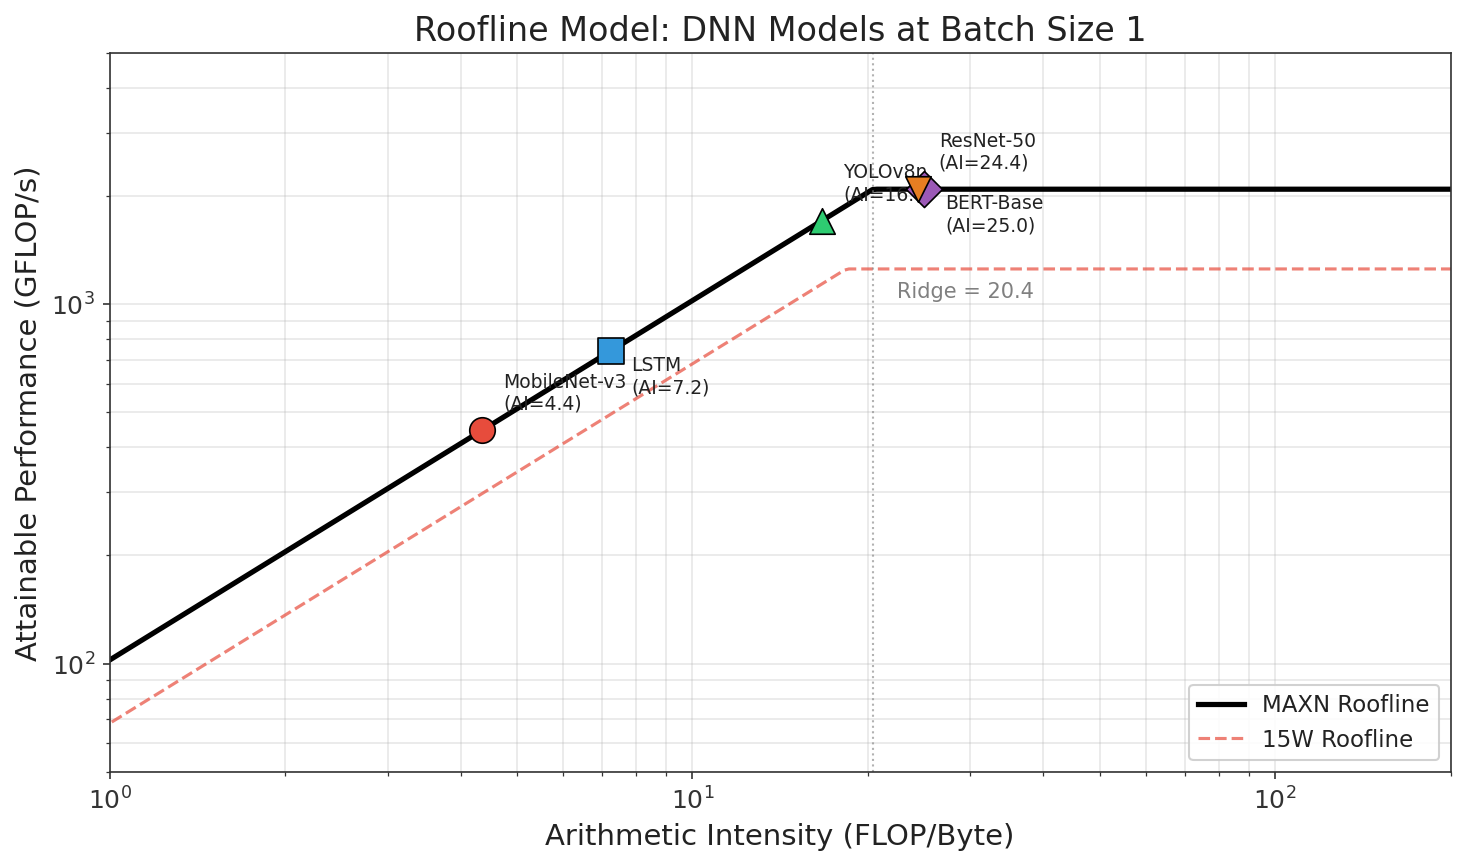 Roofline Model: DNN Models at Batch Size 1
Attainable Performance (GFLOP/s)
10³
10²
ResNet-50
(AI=24.4)
YOLOv8n
BERT-Base
(AI=25.0)
Ridge = 20.4
LSTM
(AI=7.2)
MobileNet-v3
(AI=4.4)
MAXN Roofline
15W Roofline
10⁰
10¹
10²
Arithmetic Intensity (FLOP/Byte)